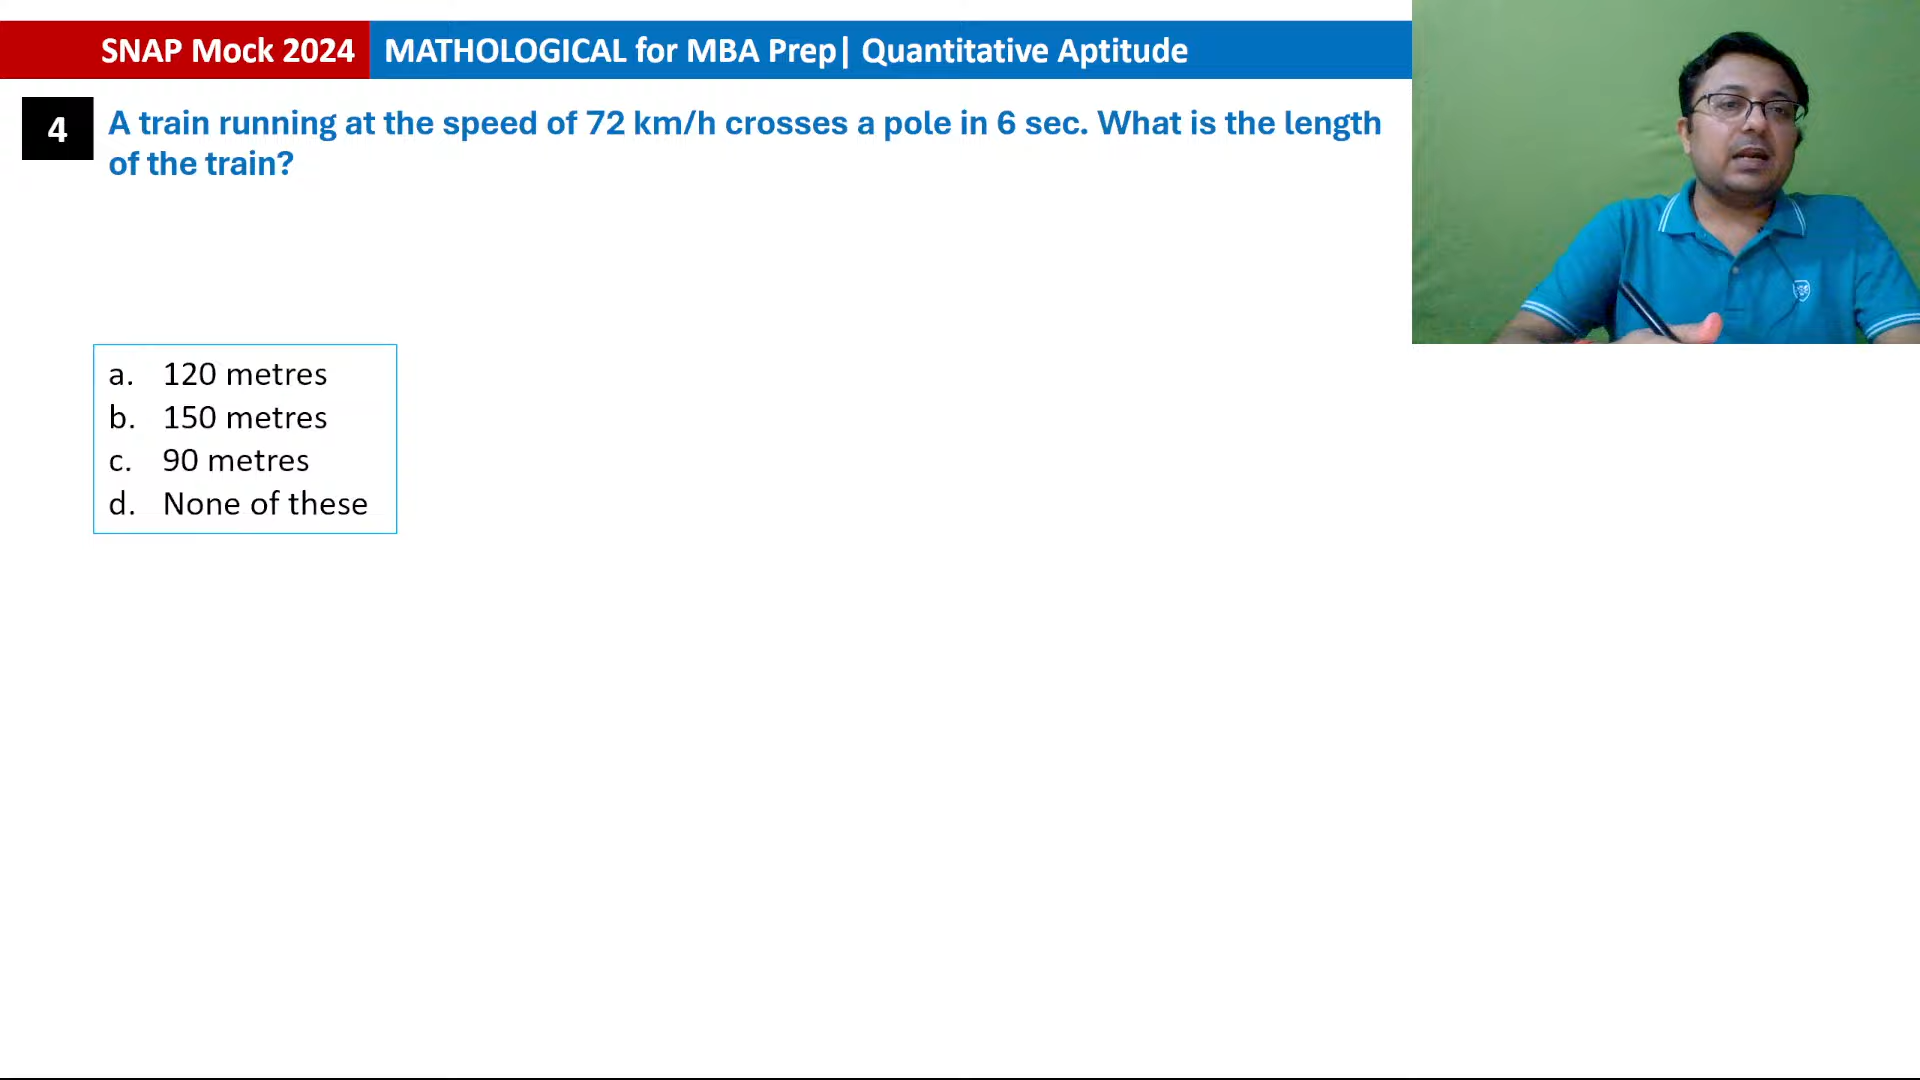 SNAP Mock 2024
MATHOLOGICAL for MBA Prep| Quantitative Aptitude
4
A train running at the speed of 72 km/h crosses a pole in 6 sec. What is the length
of the train?
a. 120 metres
b. 150 metres
c. 90 metres
d. None of these